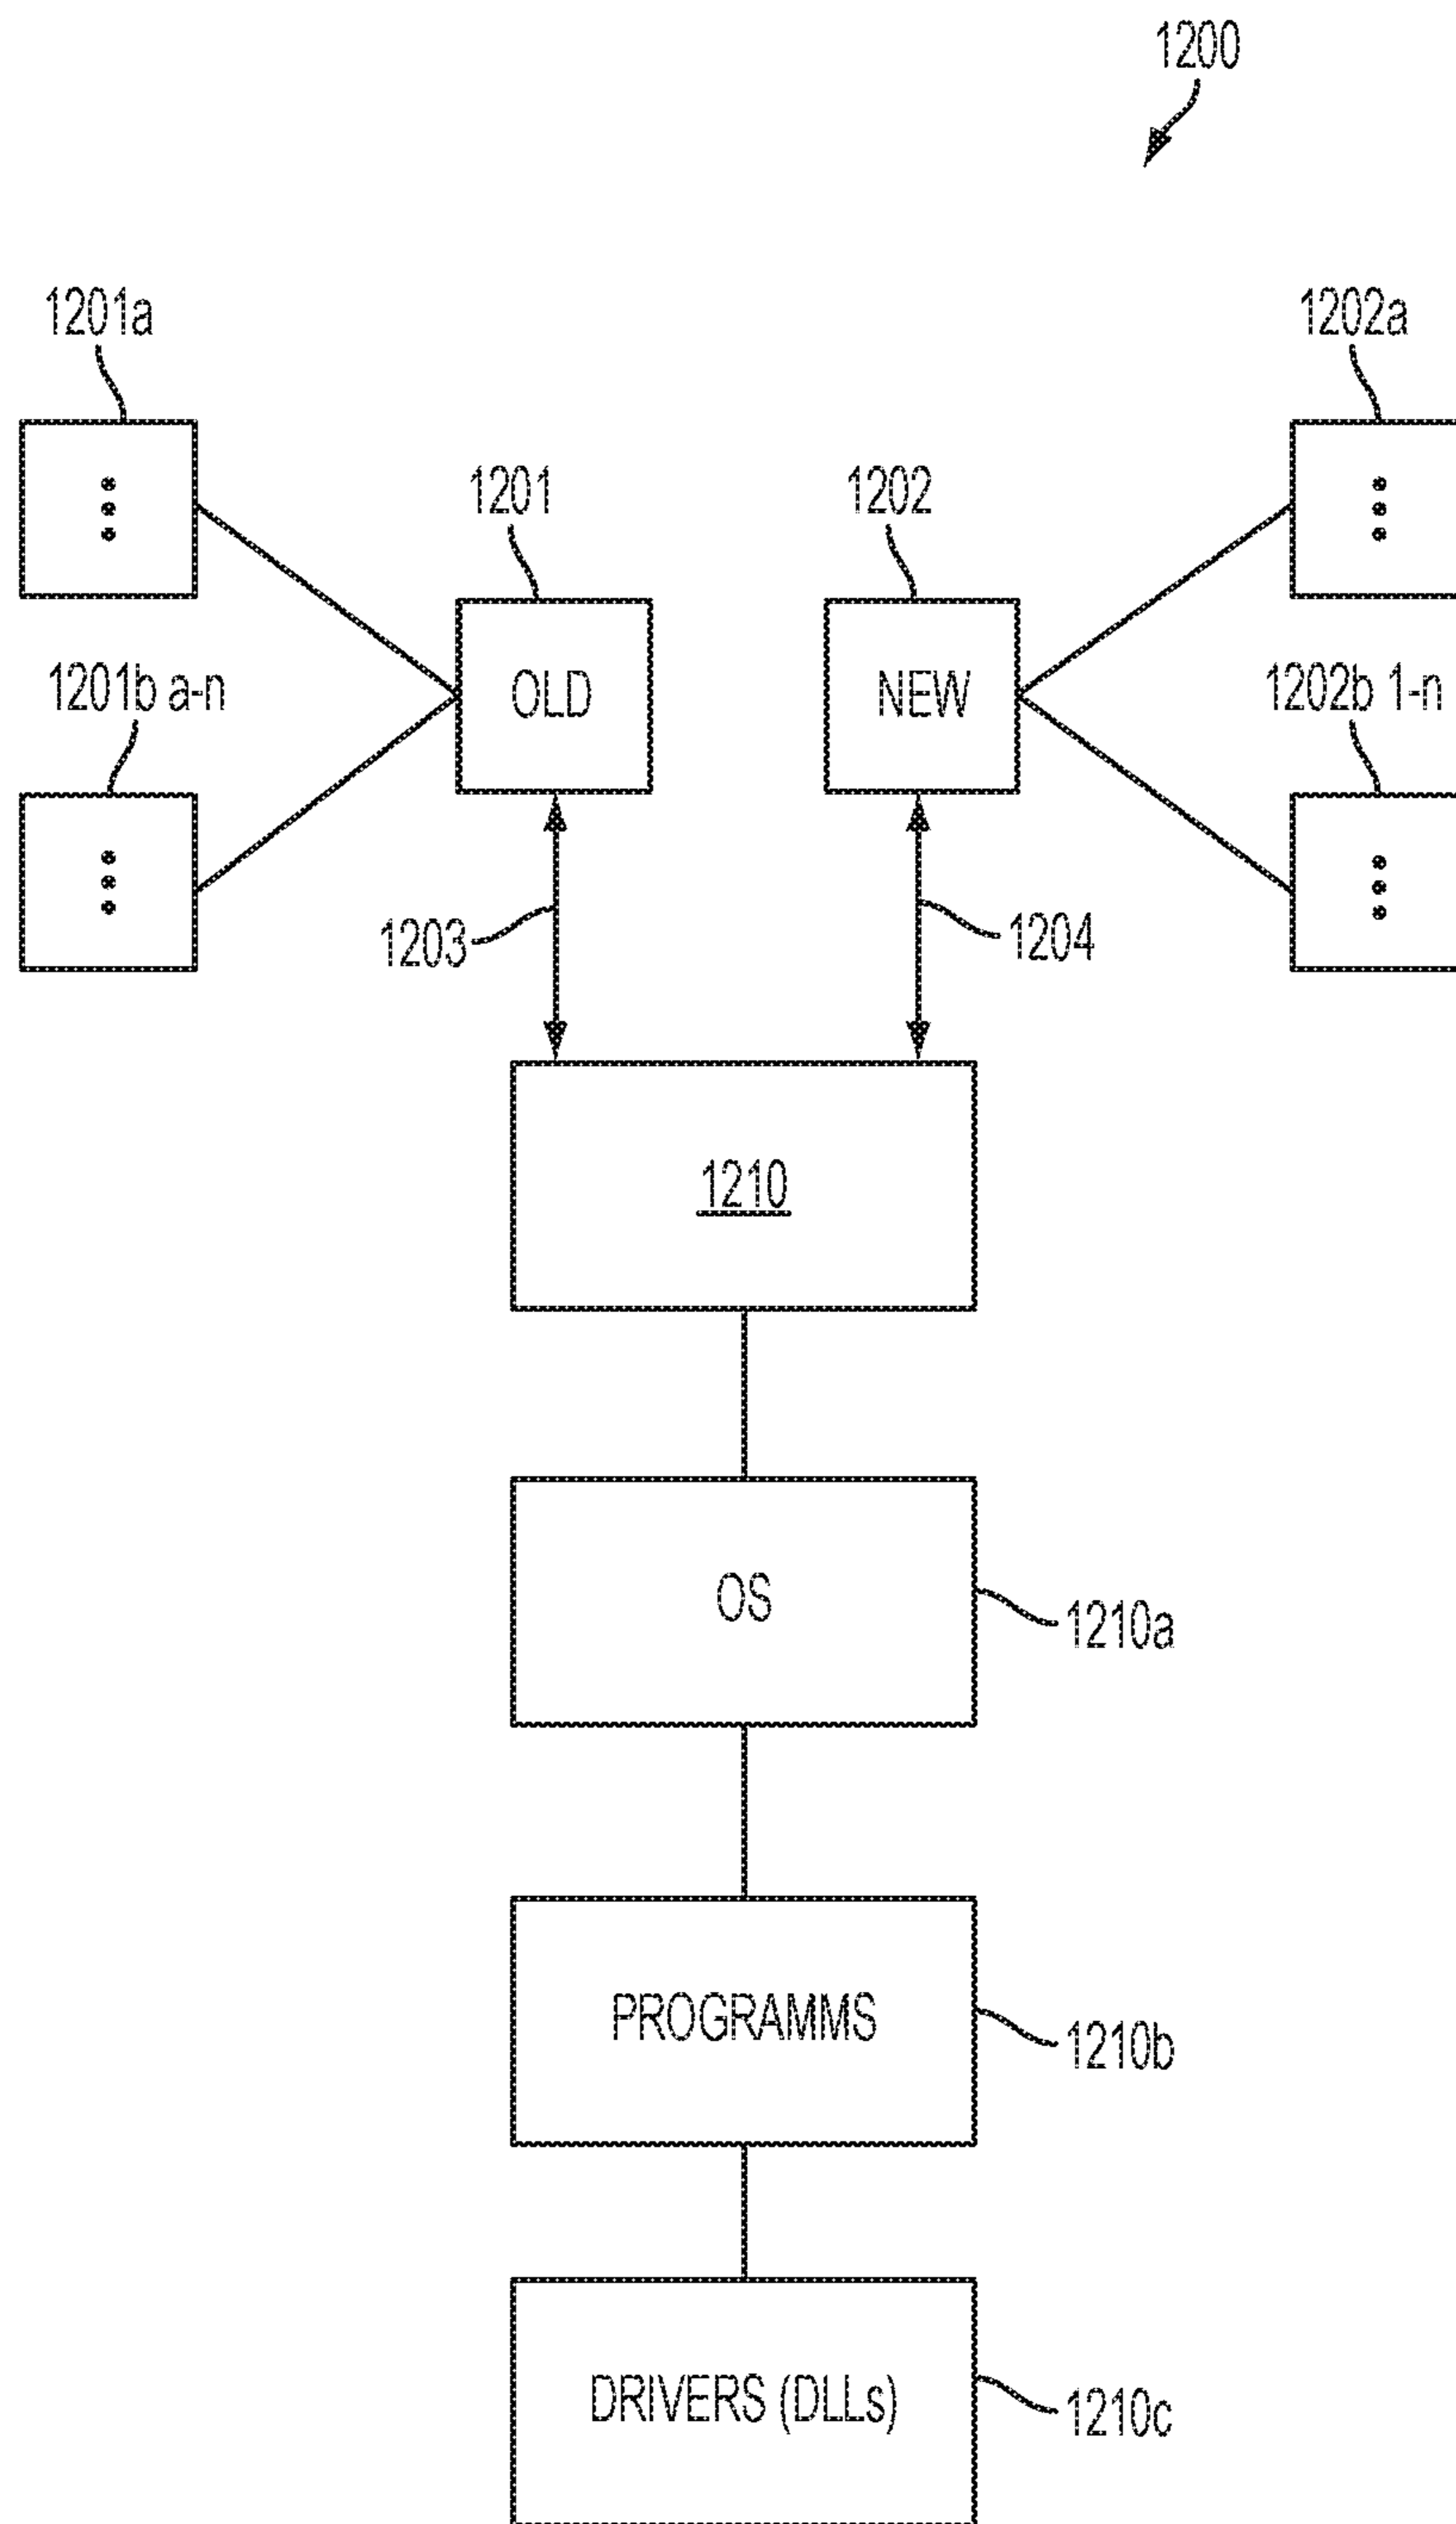 1200
1201a
1202a
1201
1202
OLD
NEW
1201b a-n
1202b 1-n
1203
1204
1210
OS
1210a
PROGRAMMS
1210b
DRIVERS (DLLs)
1210c